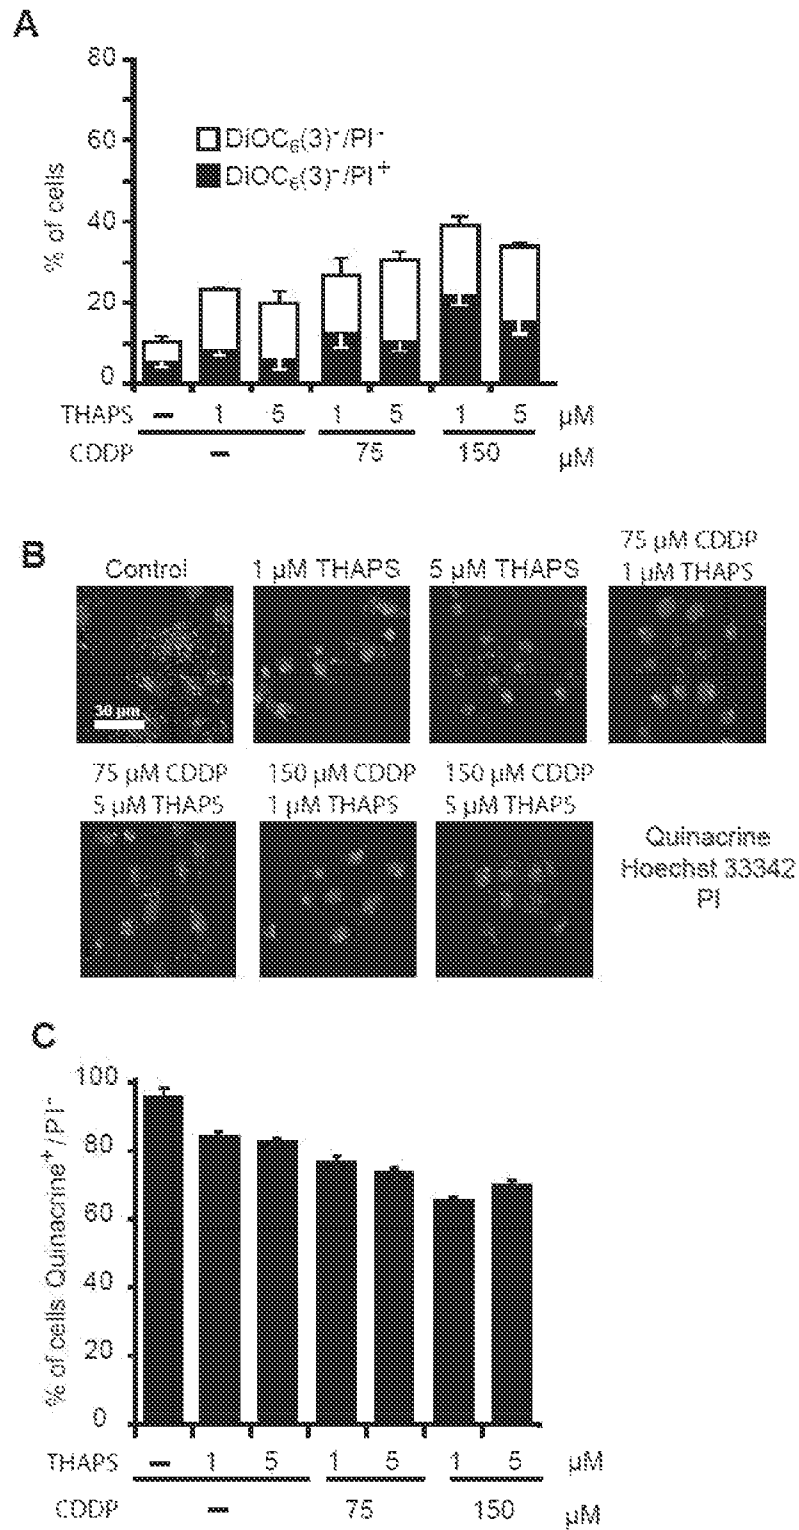 A
80
60
40
20
0
% of cells
DiOC₆(3)⁻/PI⁻
DiOC₆(3)⁻/PI⁺
THAPS — 1 5 1 5 1 5 µM
CDDP — 75 150 µM
B
Control
1 µM THAPS
5 µM THAPS
75 µM CDDP
1 µM THAPS
30 µm
75 µM CDDP
5 µM THAPS
150 µM CDDP
1 µM THAPS
150 µM CDDP
5 µM THAPS
Quinacrine
Hoechst 33342
PI
C
100
80
60
40
20
0
% of cells Quinacrine⁺/PI⁻
THAPS — 1 5 1 5 1 5 µM
CDDP — 75 150 µM